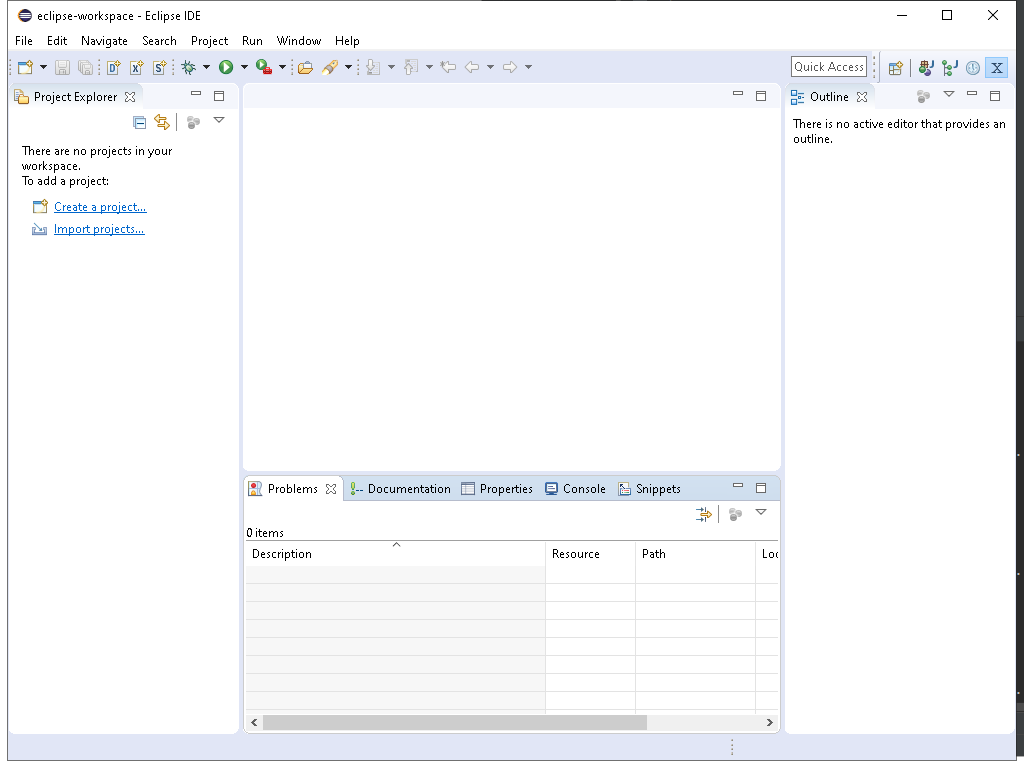 eclipse-workspace - Eclipse IDE
File Edit Navigate Search Project Run Window Help
Quick Access
Project Explorer
There are no projects in your
workspace.
To add a project:
Create a project...
Import projects...
Outline
There is no active editor that provides an
outline.
Problems Documentation Properties Console Snippets
0 items
Description Resource Path Loc